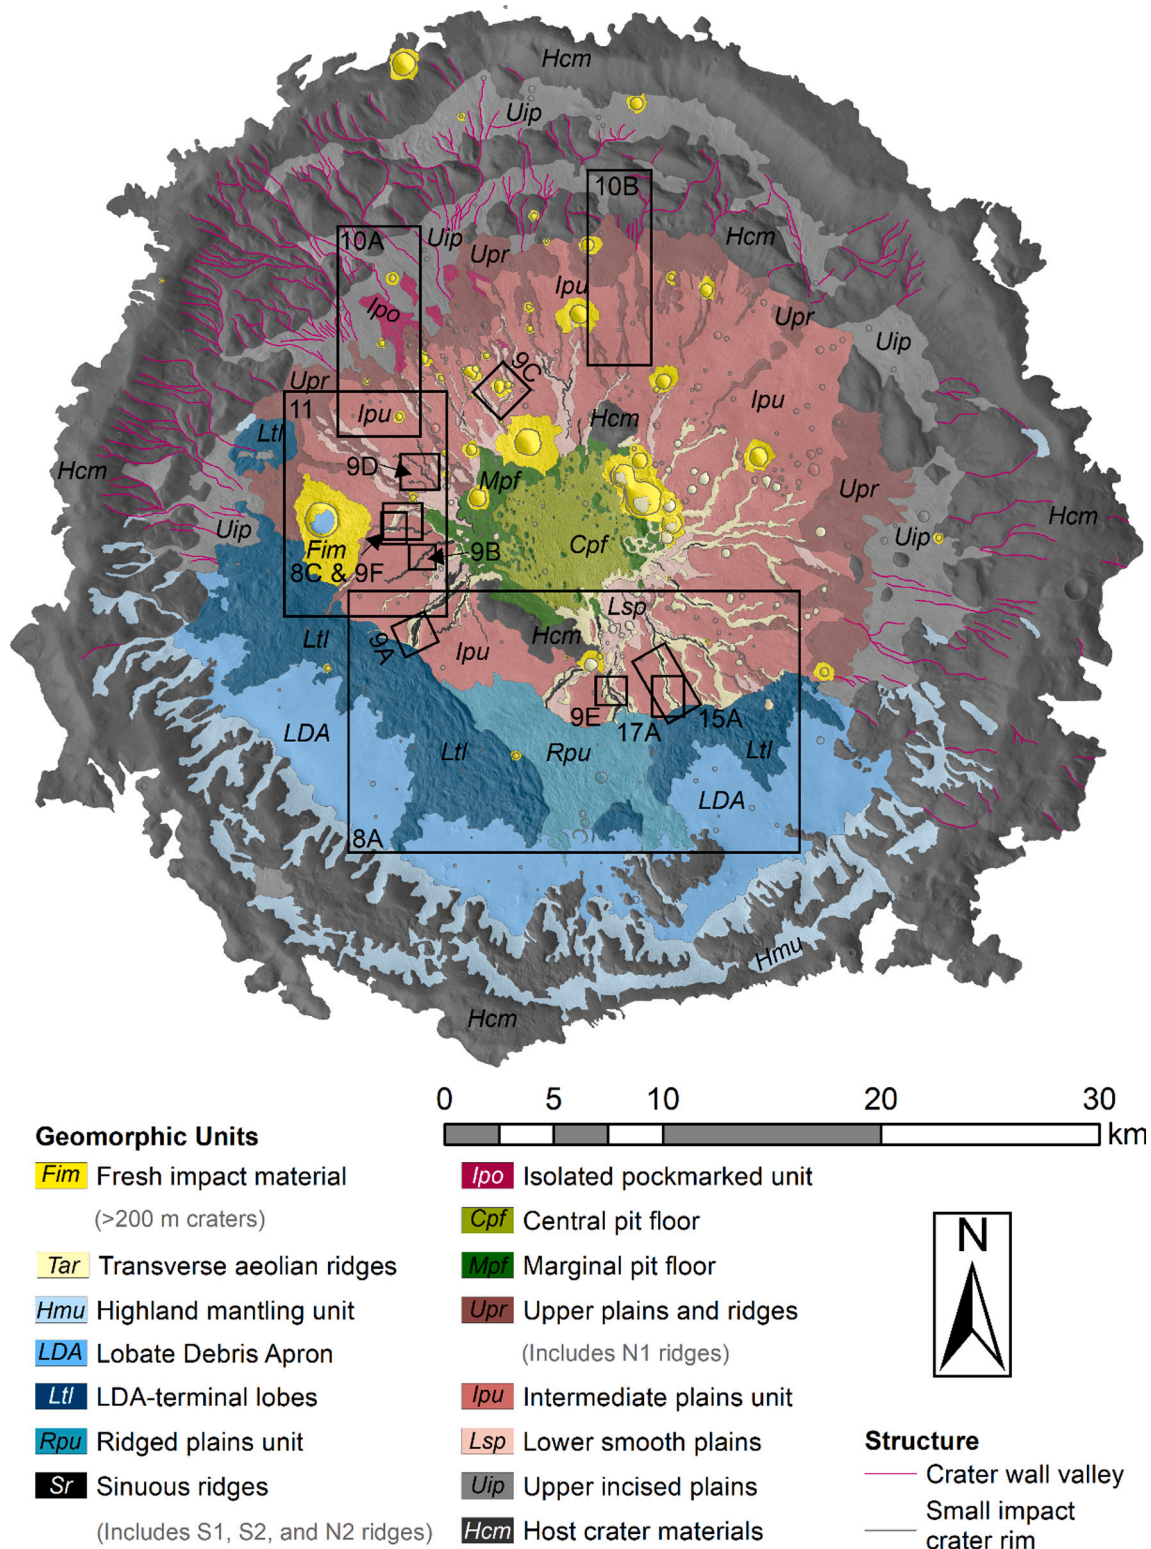 Hcm
Uip
10B
10A
Uip
Upr
Hcm
Ipu
Ipo
Upr
Uip
9C
Upr
11
Ipu
Ipu
Hcm
Ltl
9D
Mpf
Hcm
Upr
Hcm
Uip
Cpf
Uip
Fim
9B
8C & 9F
Lsp
Ltl
9A
Hcm
Ipu
9E
15A
LDA
17A
Ltl
Rpu
Ltl
LDA
8A
Hmu
Hcm
0 5 10 20 30
km
Geomorphic Units
Fim Fresh impact material
(>200 m craters)
Tar Transverse aeolian ridges
Hmu Highland mantling unit
LDA Lobate Debris Apron
Ltl LDA-terminal lobes
Rpu Ridged plains unit
Sr Sinuous ridges
(Includes S1, S2, and N2 ridges)
Ipo Isolated pockmarked unit
Cpf Central pit floor
Mpf Marginal pit floor
Upr Upper plains and ridges
(Includes N1 ridges)
Ipu Intermediate plains unit
Lsp Lower smooth plains
Uip Upper incised plains
Hcm Host crater materials
N
Structure
Crater wall valley
Small impact
crater rim